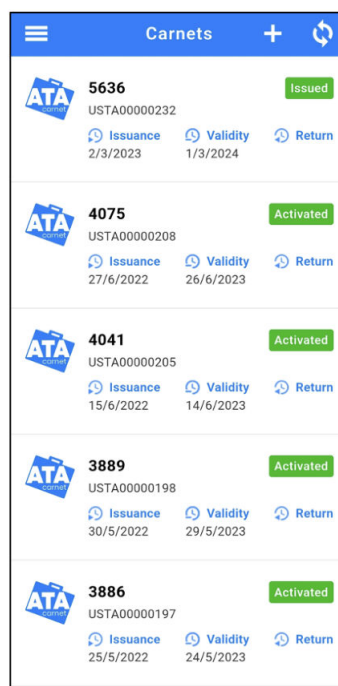 Carnets
ATA carnet 5636 Issued
USTA00000232
Issuance Validity Return
2/3/2023 1/3/2024
ATA carnet 4075 Activated
USTA00000208
Issuance Validity Return
27/6/2022 26/6/2023
ATA carnet 4041 Activated
USTA00000205
Issuance Validity Return
15/6/2022 14/6/2023
ATA carnet 3889 Activated
USTA00000198
Issuance Validity Return
30/5/2022 29/5/2023
ATA carnet 3886 Activated
USTA00000197
Issuance Validity Return
25/5/2022 24/5/2023